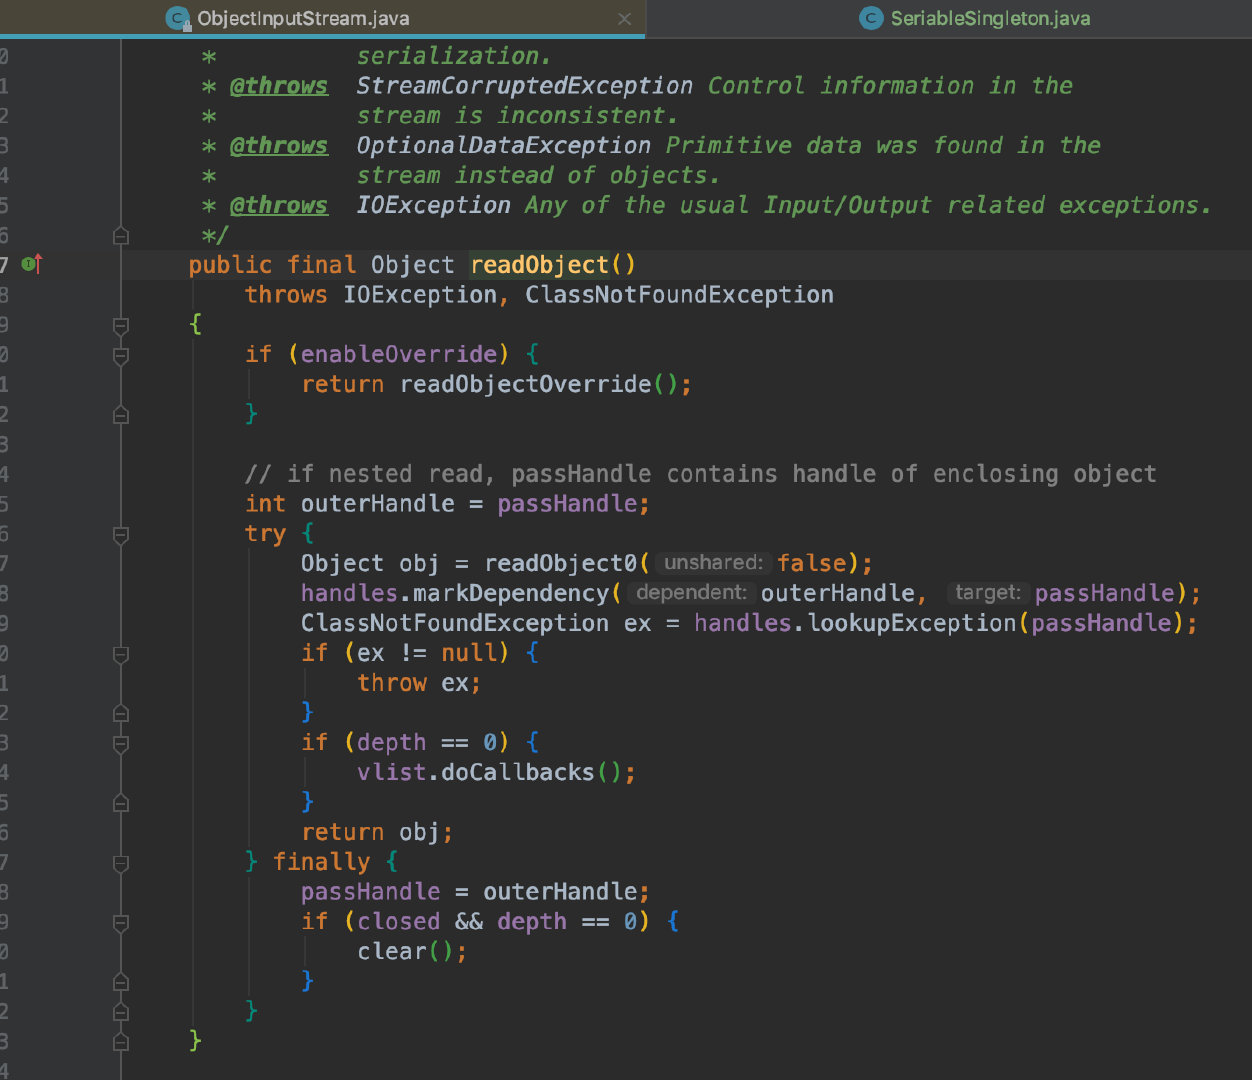 ObjectInputStream.java SeriableSingleton.java
0 * serialization.
1 * @throws StreamCorruptedException Control information in the
2 * stream is inconsistent.
3 * @throws OptionalDataException Primitive data was found in the
4 * stream instead of objects.
5 * @throws IOException Any of the usual Input/Output related exceptions.
6 */
7 public final Object readObject()
8 throws IOException, ClassNotFoundException
9 {
0 if (enableOverride) {
1 return readObjectOverride();
2 }
3
4 // if nested read, passHandle contains handle of enclosing object
5 int outerHandle = passHandle;
6 try {
7 Object obj = readObject0( unshared: false);
8 handles.markDependency( dependent: outerHandle, target: passHandle);
9 ClassNotFoundException ex = handles.lookupException(passHandle);
0 if (ex != null) {
1 throw ex;
2 }
3 if (depth == 0) {
4 vlist.doCallbacks();
5 }
6 return obj;
7 } finally {
8 passHandle = outerHandle;
9 if (closed && depth == 0) {
0 clear();
1 }
2 }
3 }
4